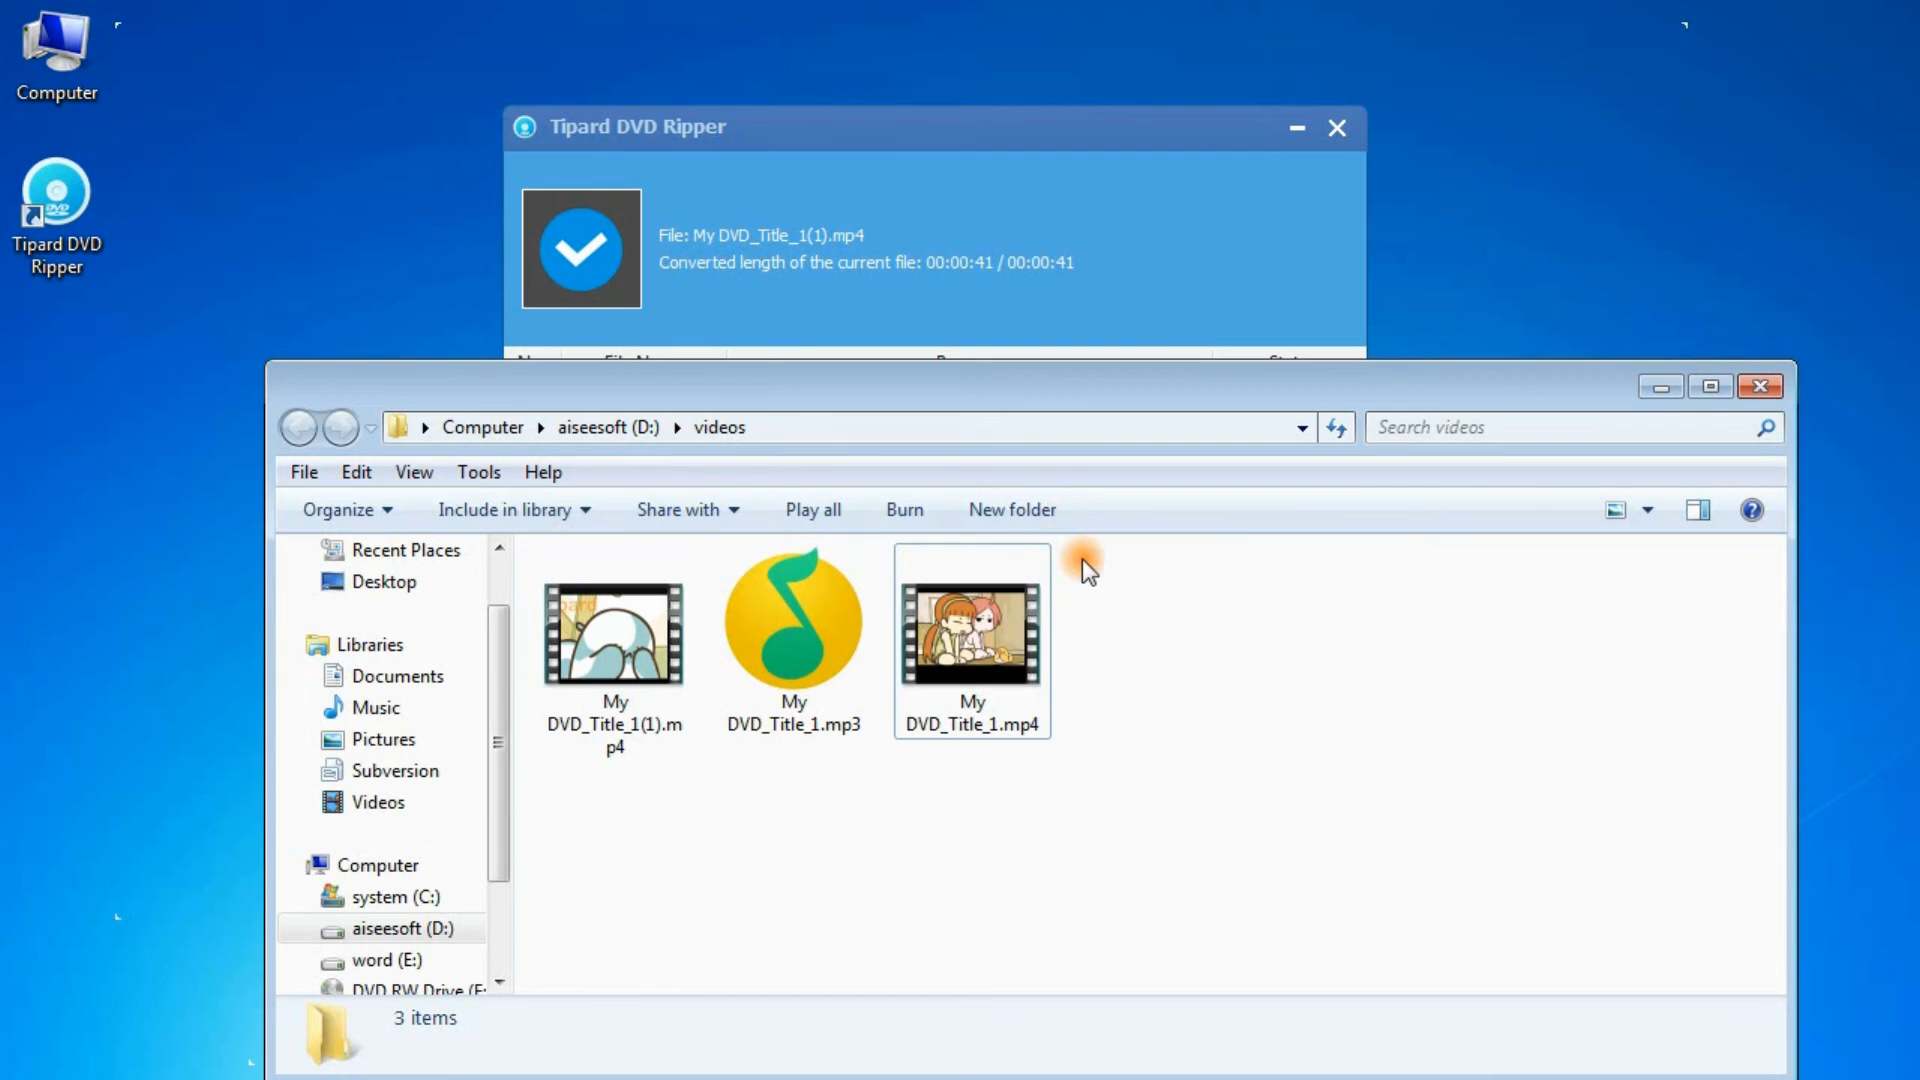 Computer
Tipard DVD
Ripper
Tipard DVD Ripper
File: My DVD_Title_1(1).mp4
Converted length of the current file: 00:00:41 / 00:00:41
Computer aiseesoft (D:) videos
Search videos
File Edit View Tools Help
Organize Include in library Share with Play all Burn New folder
Recent Places
Desktop
Libraries
Documents
Music
Pictures
Subversion
Videos
Computer
system (C:)
aiseesoft (D:)
word (E:)
DVD RW Drive (F:
My
DVD_Title_1(1).m
p4
My
DVD_Title_1.mp3
My
DVD_Title_1.mp4
3 items